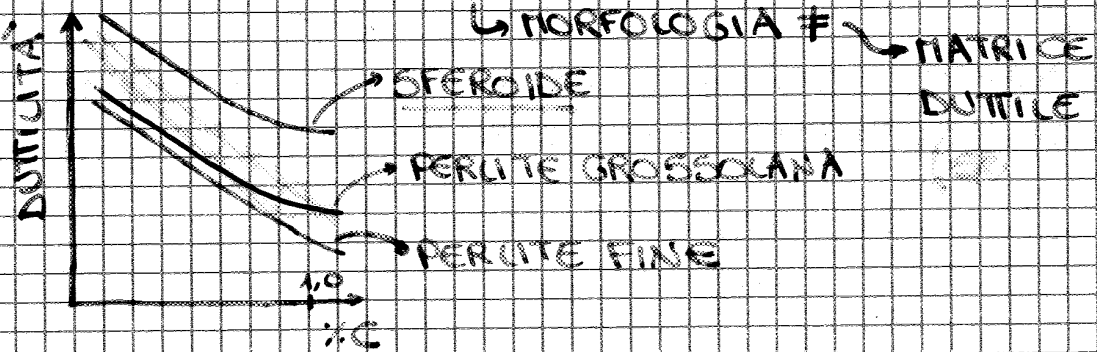 ↳ MORFOLOGIA ≠ → MATRICE
DUTTILE
DUTTILITÀ
SFEROIDE
PERLITE GROSSOLANA
PERLITE FINE
1,0
% C